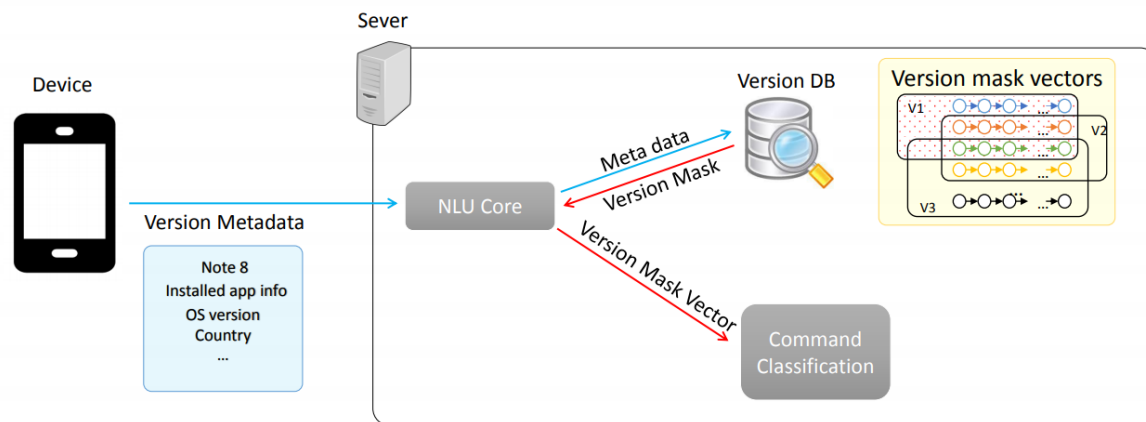 Sever
Device
Version DB
Version mask vectors
V1
...
V2
...
...
...
...
V3
...
Meta data
Version Mask
NLU Core
Version Metadata
Version Mask Vector
Note 8
Installed app info
OS version
Country
...
Command
Classification